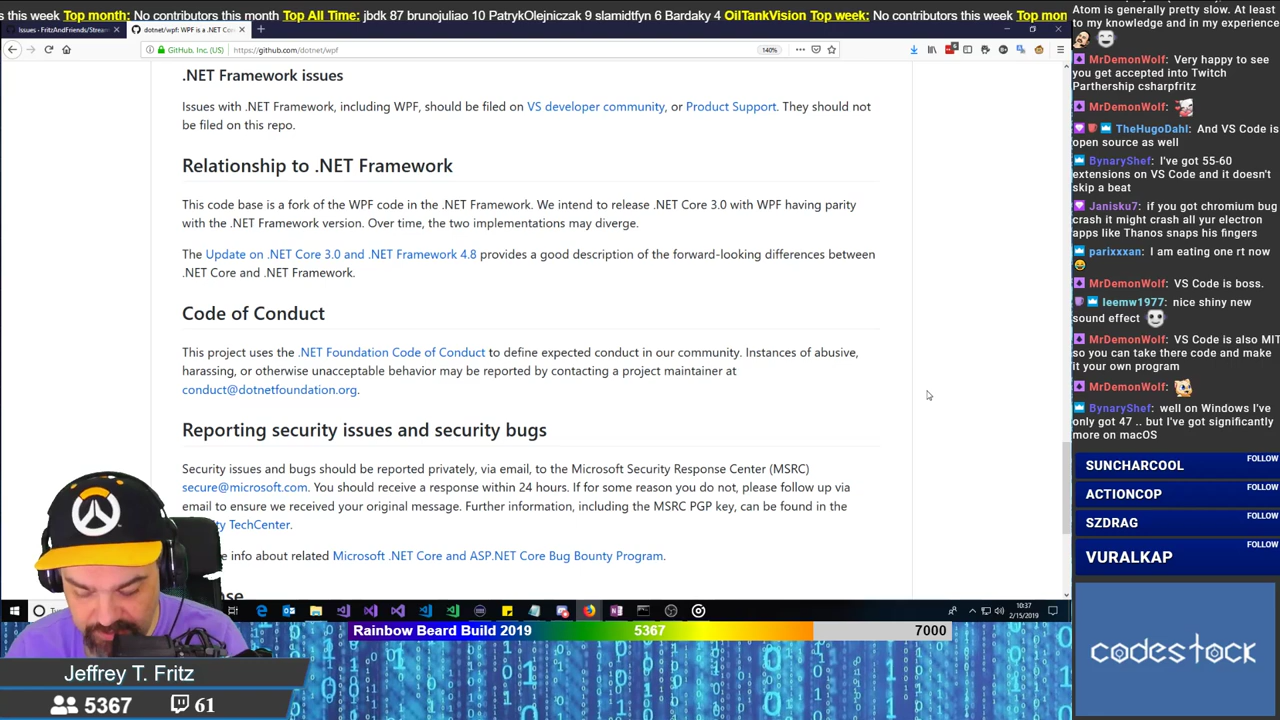 this week Top month: No contributors this month Top All Time: jbdk 87 brunojuliao 10 PatrykOlejniczak 9 slamidtfyn 6 Bardaky 4 OilTankVision Top week: No contributors this week Top mon
Issues - FritzAndFriends/Stream
dotnet/wpf: WPF is a .NET Core
GitHub, Inc. (US)
https://github.com/dotnet/wpf
140%
.NET Framework issues
Issues with .NET Framework, including WPF, should be filed on VS developer community, or Product Support. They should not
be filed on this repo.
Relationship to .NET Framework
This code base is a fork of the WPF code in the .NET Framework. We intend to release .NET Core 3.0 with WPF having parity
with the .NET Framework version. Over time, the two implementations may diverge.
The Update on .NET Core 3.0 and .NET Framework 4.8 provides a good description of the forward-looking differences between
.NET Core and .NET Framework.
Code of Conduct
This project uses the .NET Foundation Code of Conduct to define expected conduct in our community. Instances of abusive,
harassing, or otherwise unacceptable behavior may be reported by contacting a project maintainer at
conduct@dotnetfoundation.org.
Reporting security issues and security bugs
Security issues and bugs should be reported privately, via email, to the Microsoft Security Response Center (MSRC)
secure@microsoft.com. You should receive a response within 24 hours. If for some reason you do not, please follow up via
email to ensure we received your original message. Further information, including the MSRC PGP key, can be found in the
ty TechCenter.
info about related Microsoft .NET Core and ASP.NET Core Bug Bounty Program.
nse
10:37
2/15/2019
Rainbow Beard Build 2019 5367 7000
Jeffrey T. Fritz
5367 61
Atom is generally pretty slow. At least
to my knowledge and in my experience
MrDemonWolf: Very happy to see
you get accepted into Twitch
Parthership csharpfritz
MrDemonWolf:
TheHugoDahl: And VS Code is
open source as well
BynaryShef: I've got 55-60
extensions on VS Code and it doesn't
skip a beat
Janisku7: if you got chromium bug
crash it might crash all yur electron
apps like Thanos snaps his fingers
parixxxan: I am eating one rt now
MrDemonWolf: VS Code is boss.
leemw1977: nice shiny new
sound effect
MrDemonWolf: VS Code is also MIT
so you can take there code and make
it your own program
MrDemonWolf:
BynaryShef: well on Windows I've
only got 47 .. but I've got significantly
more on macOS
SUNCHARCOOL FOLLOW
ACTIONCOP FOLLOW
SZDRAG FOLLOW
VURALKAP FOLLOW
codestock